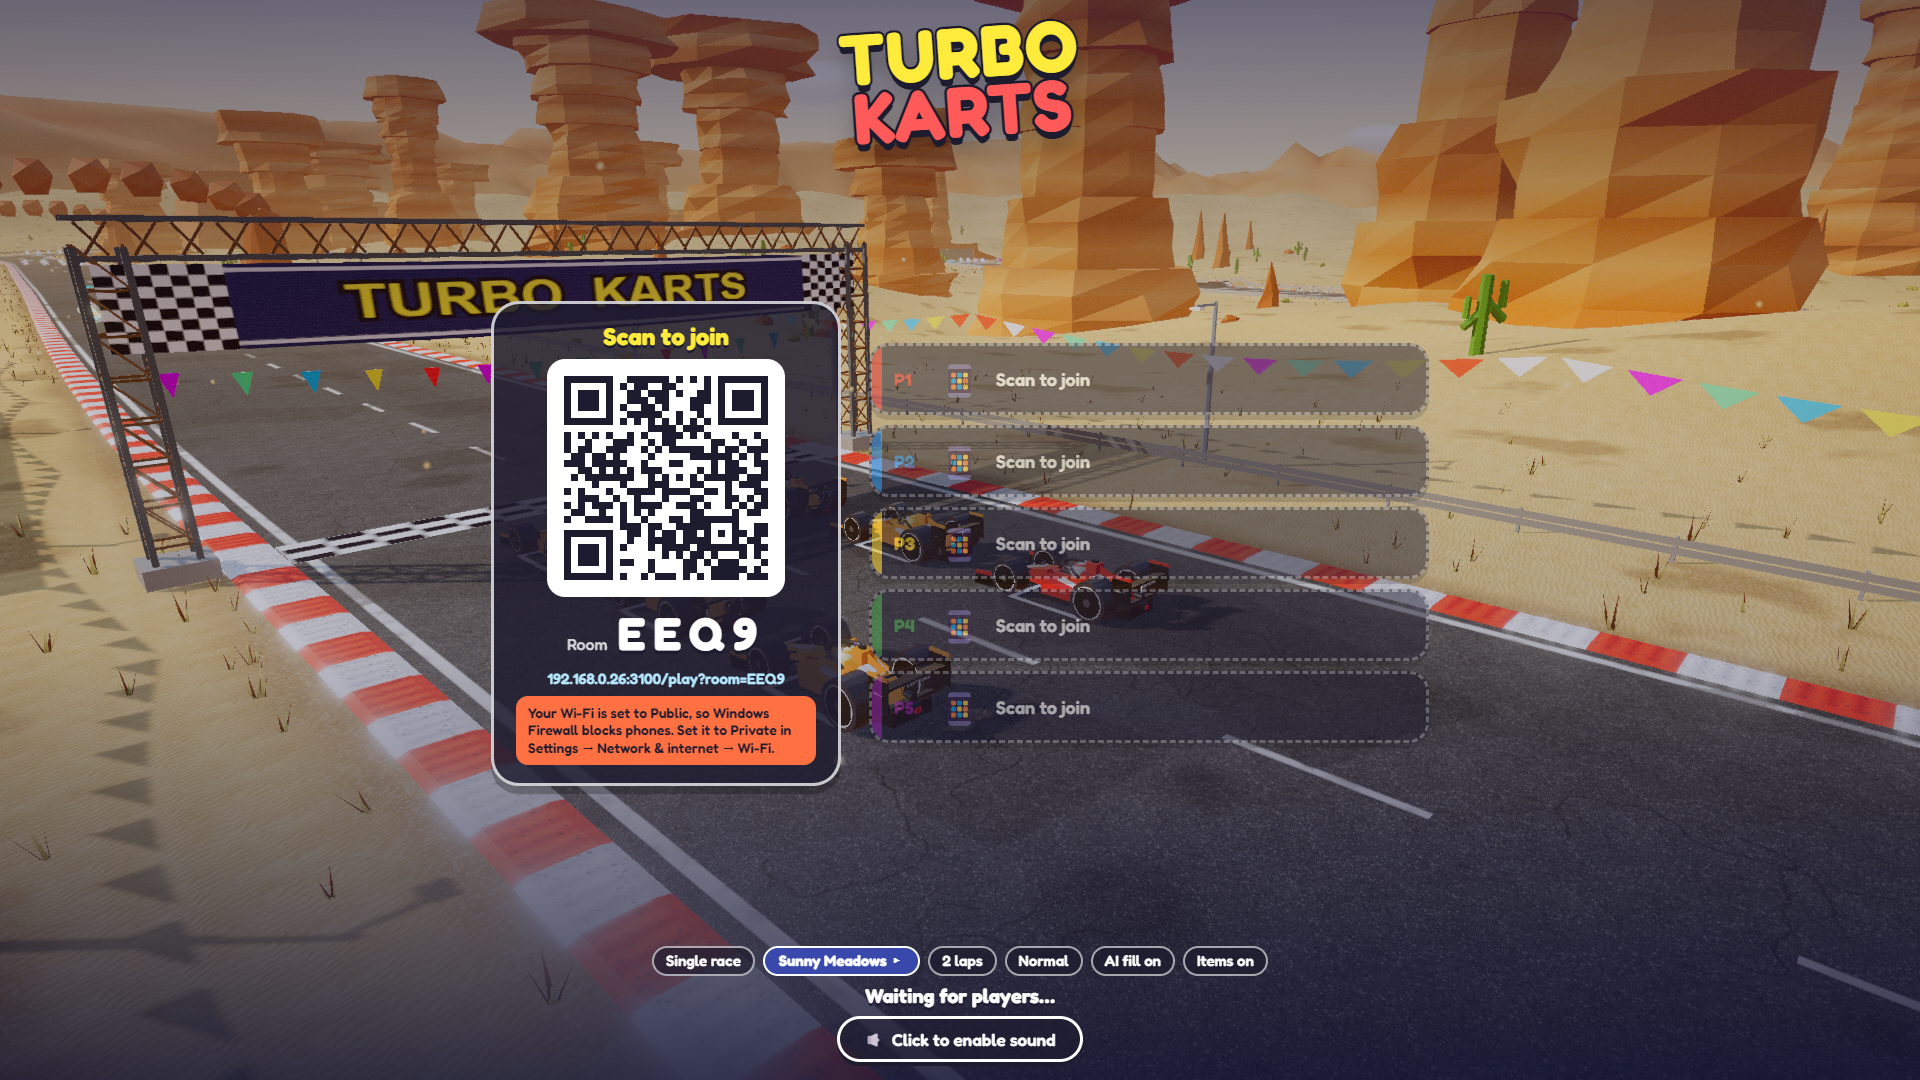 TURBO
KARTS
TURBO KARTS
Scan to join
Room EEQ9
192.168.0.26:3100/play?room=EEQ9
Your Wi-Fi is set to Public, so Windows
Firewall blocks phones. Set it to Private in
Settings → Network & internet → Wi-Fi.
P1 Scan to join
P2 Scan to join
P3 Scan to join
P4 Scan to join
P5 Scan to join
Single race
Sunny Meadows ▸
2 laps
Normal
AI fill on
Items on
Waiting for players...
Click to enable sound